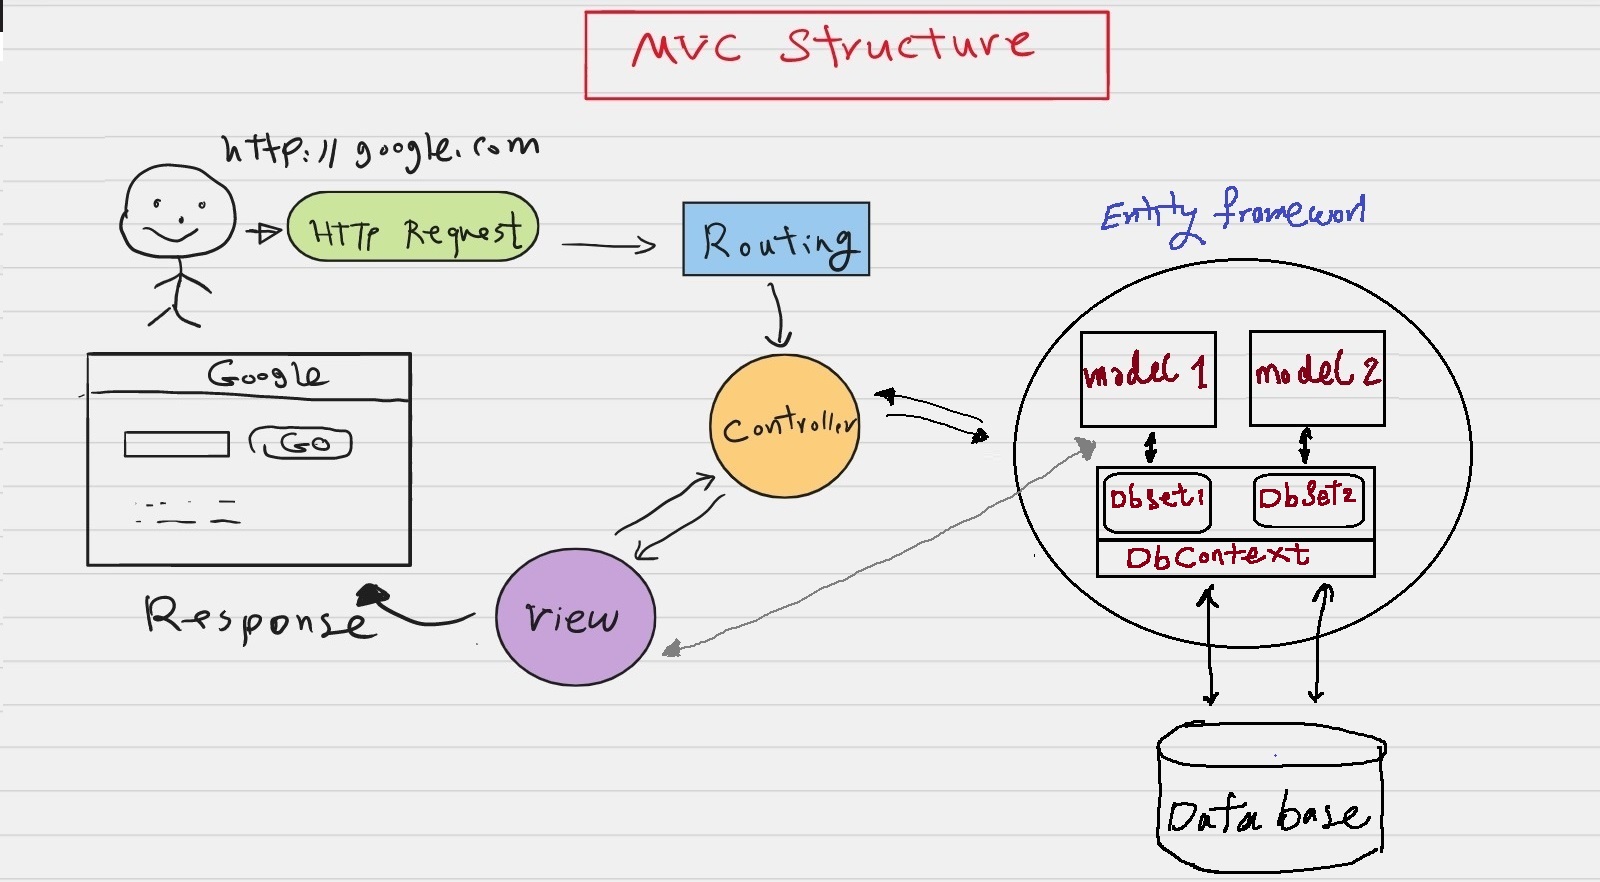 MVC Structure
http://google.com
HTTP Request
Routing
Entity framewor
Google
GO
model 1
model 2
Controller
Dbset1
DbSet2
DbContext
View
Response
Data base